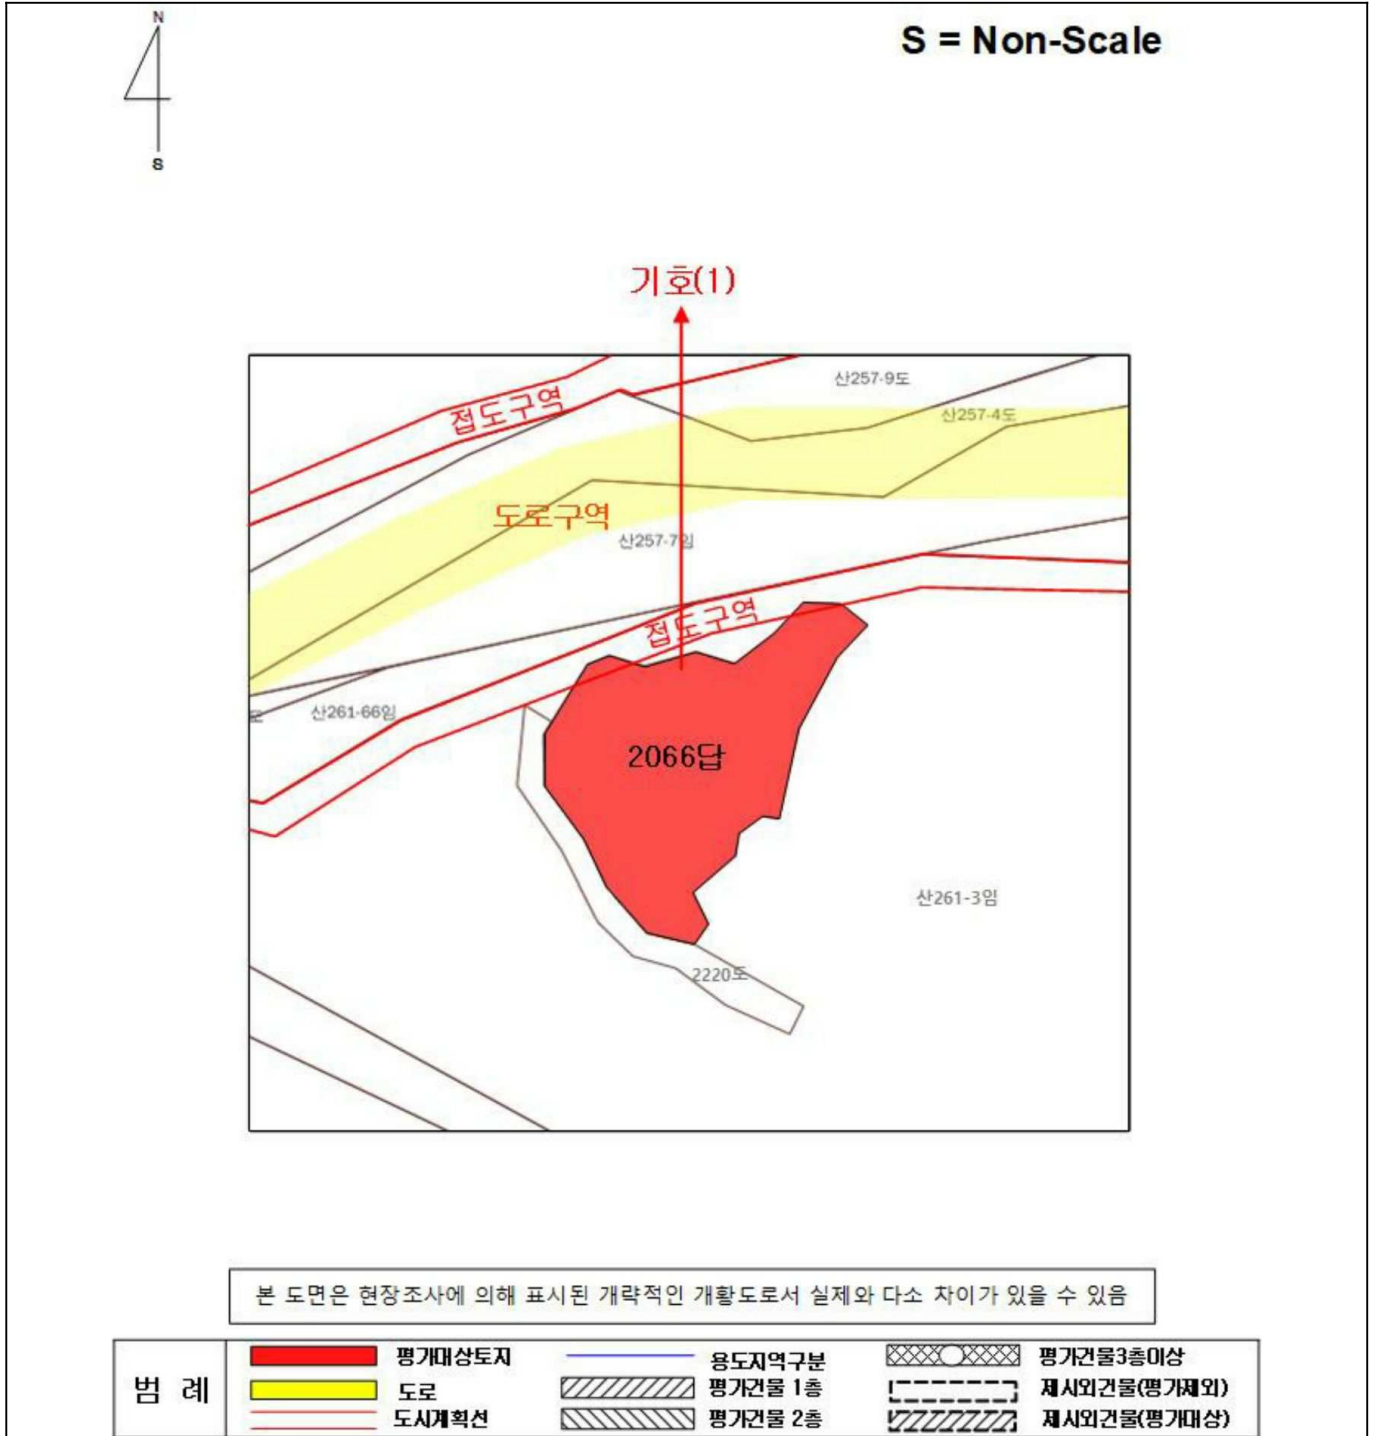 N
S = Non-Scale
S
기호(1)
산257-9도
접도구역
산257-4도
도로구역
산257-7임
접도구역
산261-66임
도
2066답
산261-3임
2220도
본 도면은 현장조사에 의해 표시된 개략적인 개황도로서 실제와 다소 차이가 있을 수 있음
범 례
평가대상토지
용도지역구분
평가건물3층이상
도로
평가건물 1층
제시외건물(평가제외)
도시계획선
평가건물 2층
제시외건물(평가대상)